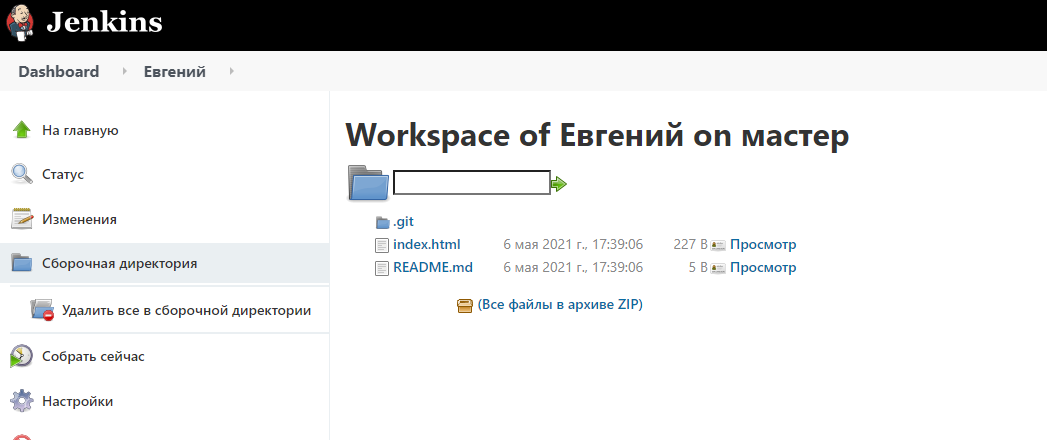 Jenkins
Dashboard
Евгений
На главную
Статус
Изменения
Сборочная директория
Удалить все в сборочной директории
Собрать сейчас
Настройки
Workspace of Евгений on мастер
.git
index.html 6 мая 2021 г., 17:39:06 227 B Просмотр
README.md 6 мая 2021 г., 17:39:06 5 B Просмотр
(Все файлы в архиве ZIP)